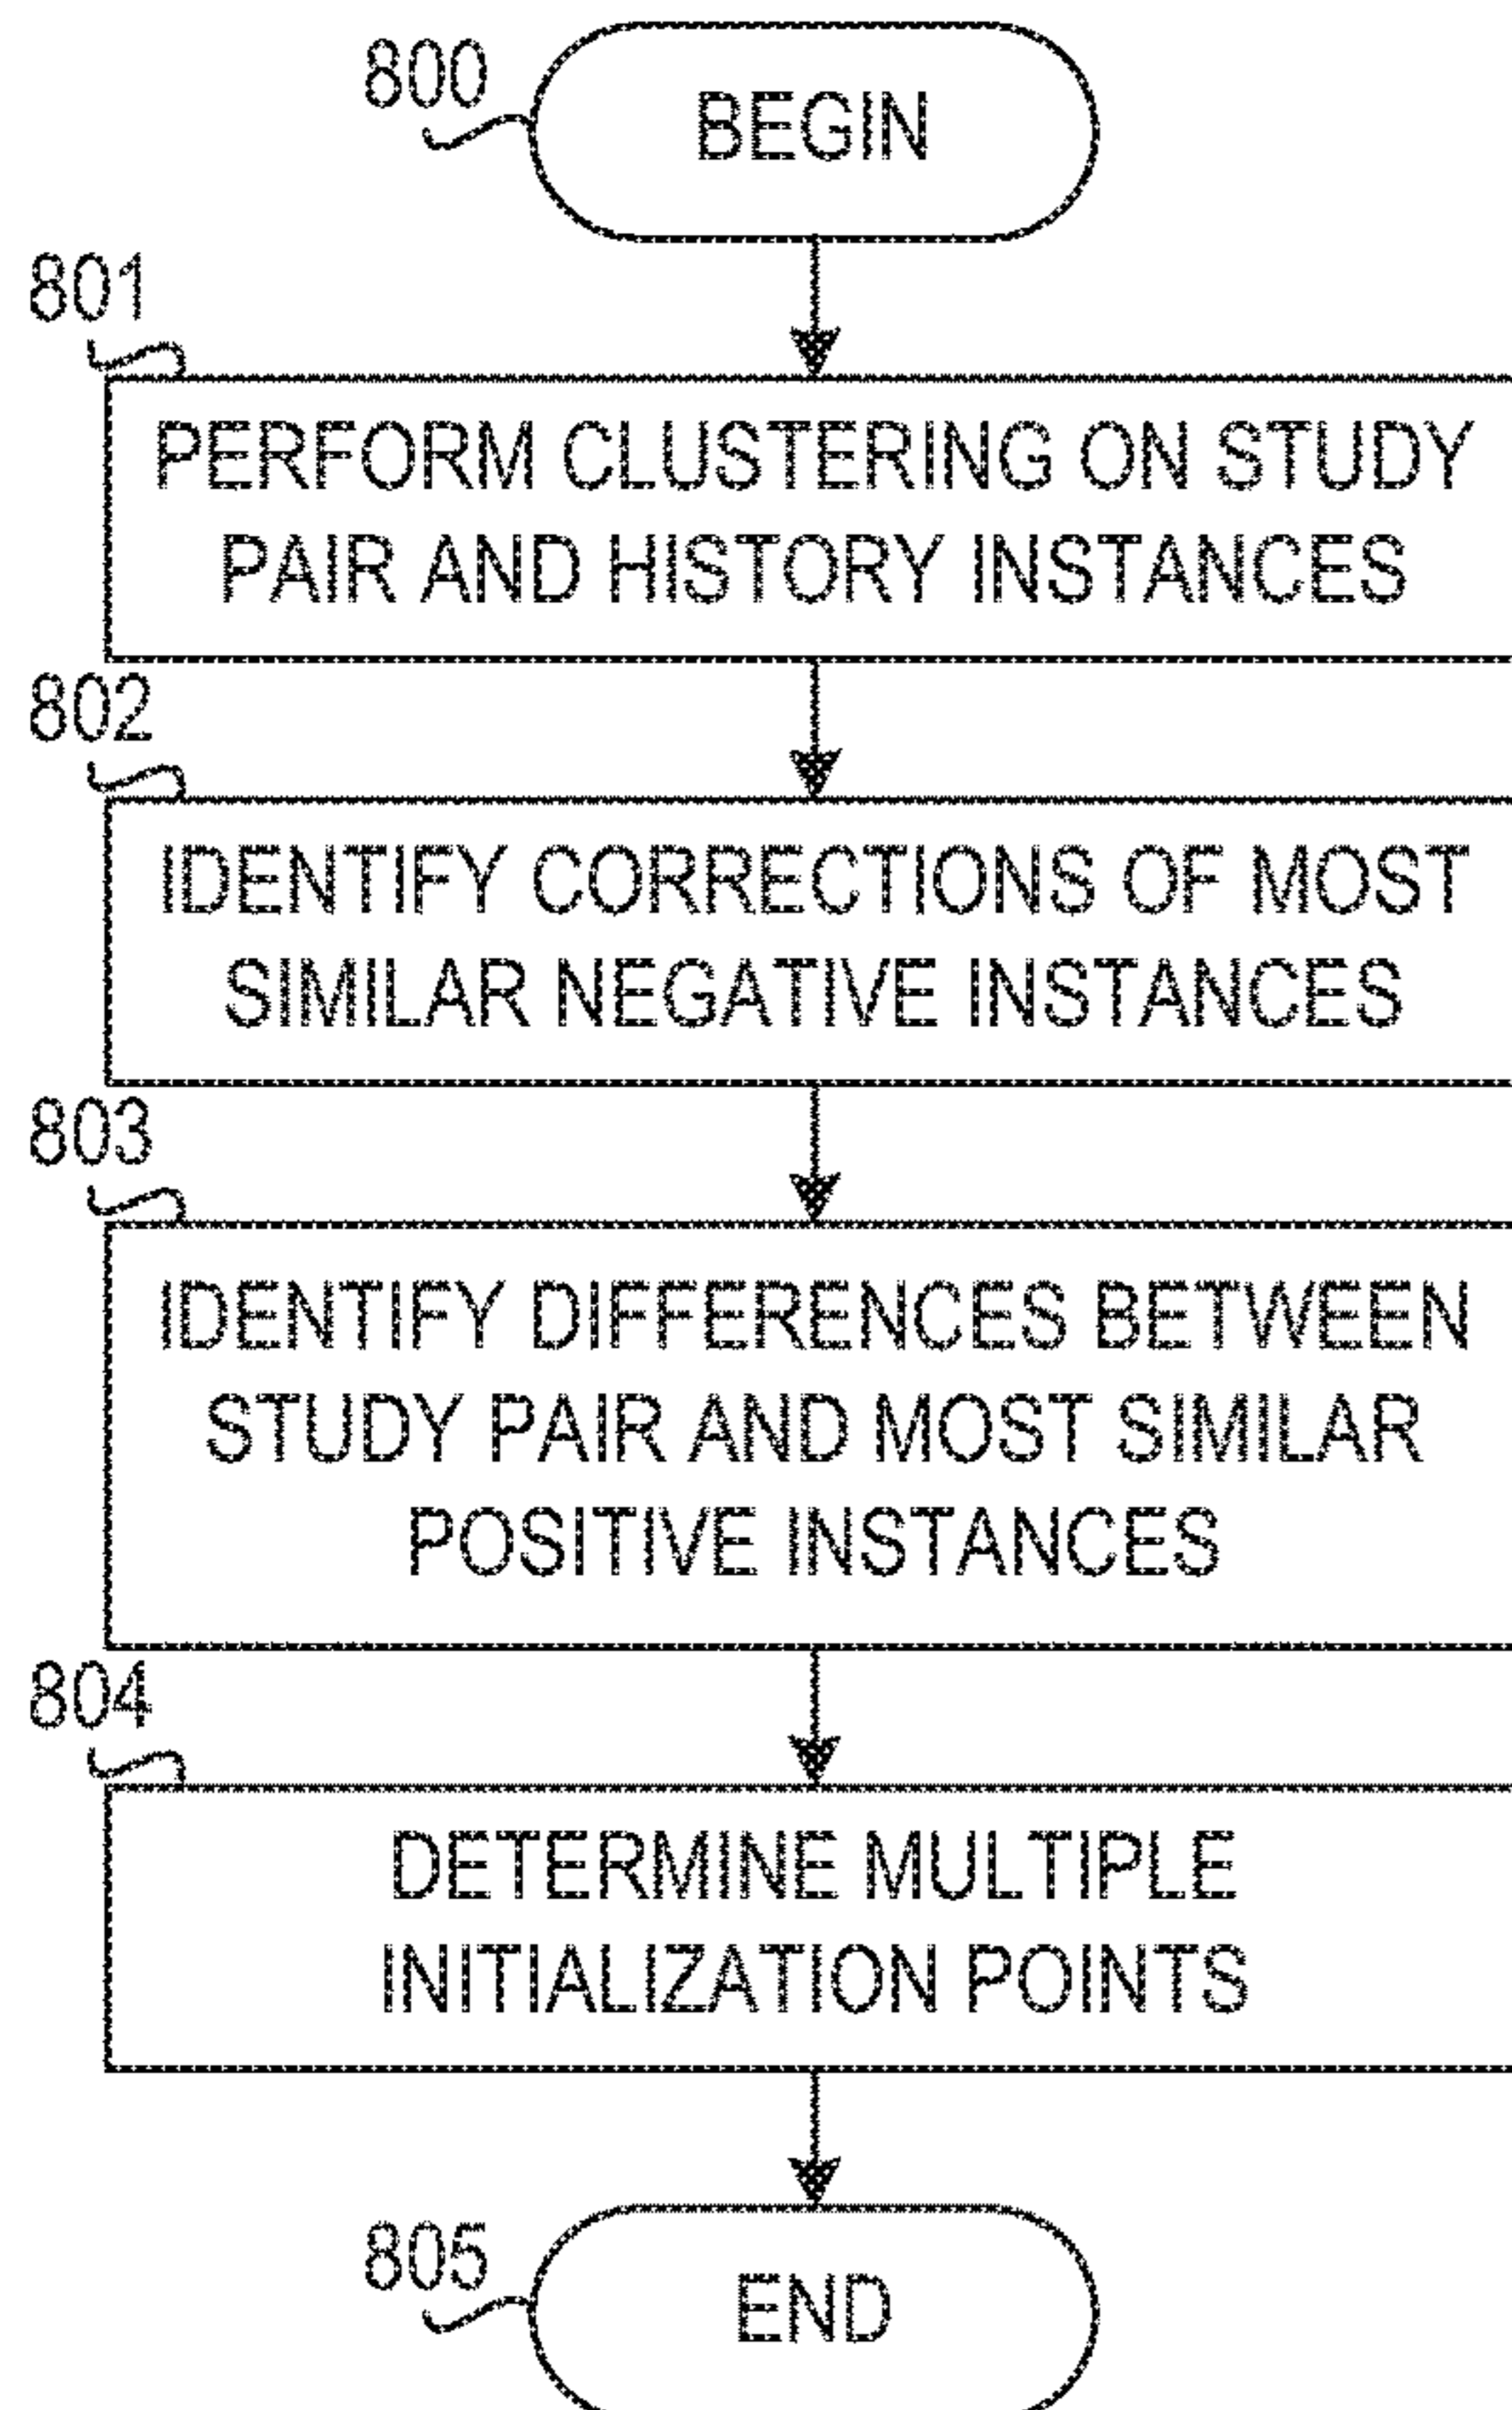 800
BEGIN
801
PERFORM CLUSTERING ON STUDY
PAIR AND HISTORY INSTANCES
802
IDENTIFY CORRECTIONS OF MOST
SIMILAR NEGATIVE INSTANCES
803
IDENTIFY DIFFERENCES BETWEEN
STUDY PAIR AND MOST SIMILAR
POSITIVE INSTANCES
804
DETERMINE MULTIPLE
INITIALIZATION POINTS
805
END